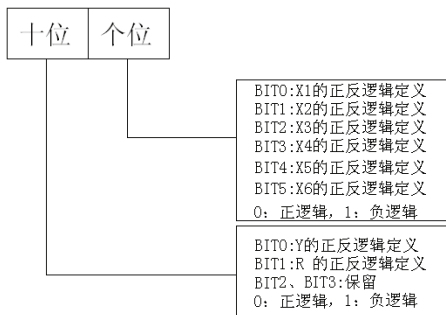 十位 个位
BIT0:X1的正反逻辑定义
BIT1:X2的正反逻辑定义
BIT2:X3的正反逻辑定义
BIT3:X4的正反逻辑定义
BIT4:X5的正反逻辑定义
BIT5:X6的正反逻辑定义
0：正逻辑，1：负逻辑
BIT0:Y的正反逻辑定义
BIT1:R 的正反逻辑定义
BIT2、BIT3:保留
0：正逻辑，1：负逻辑